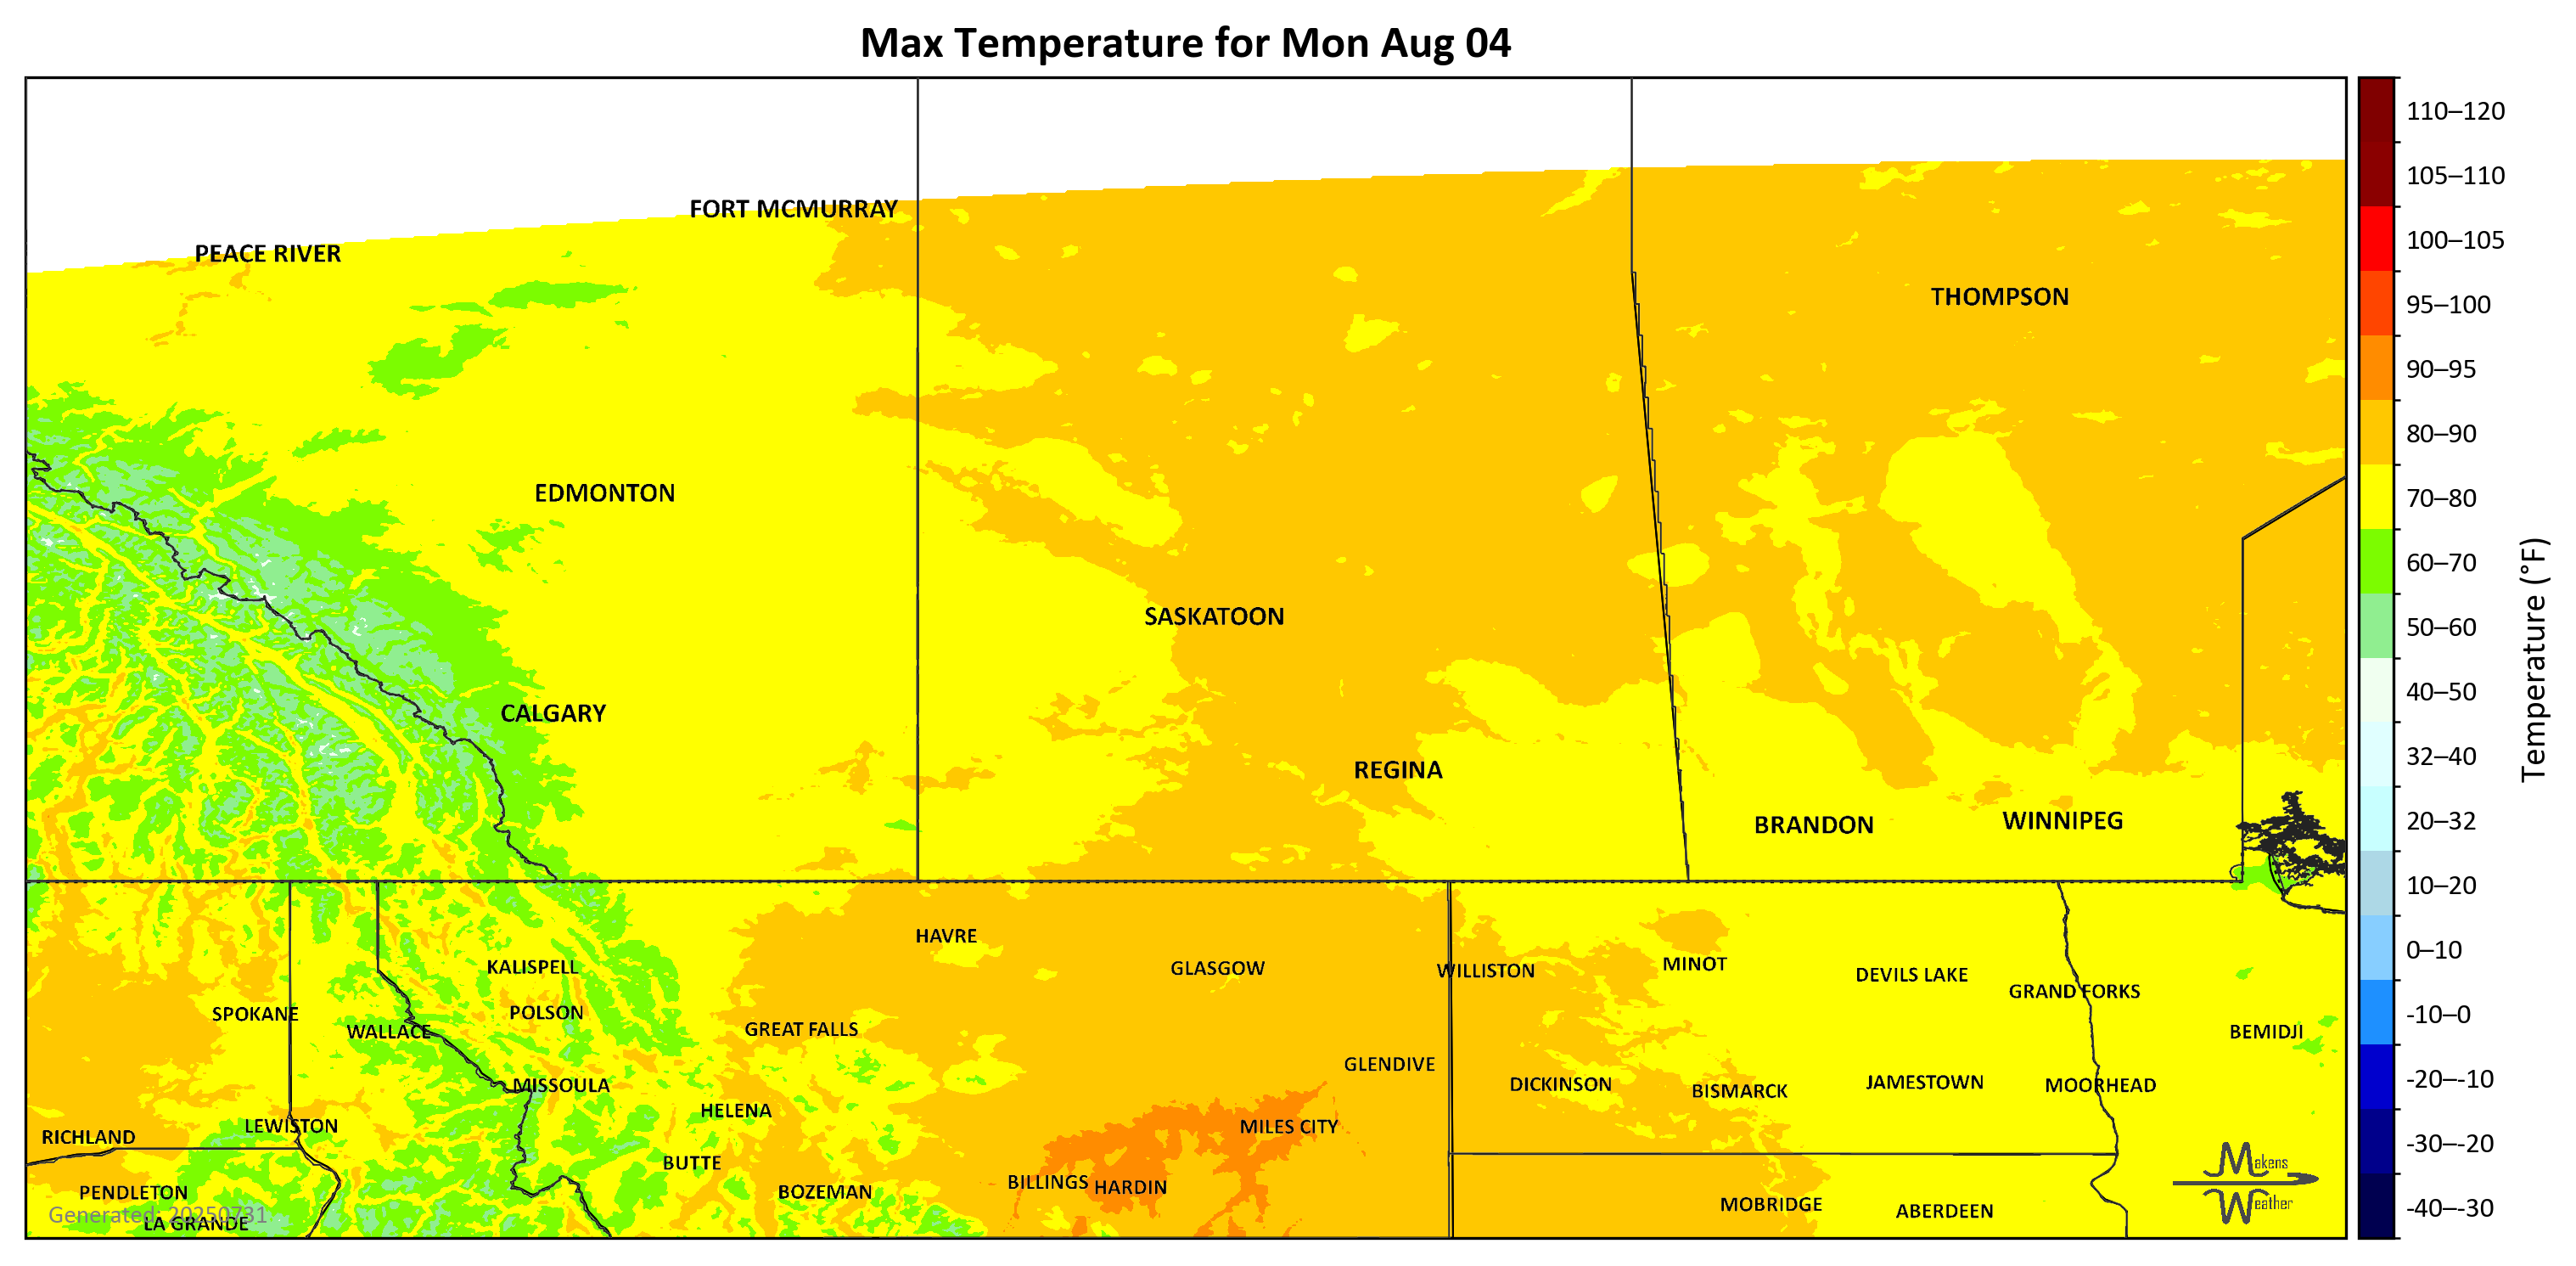 Max Temperature for Mon Aug 04
FORT MCMURRAY
PEACE RIVER
THOMPSON
EDMONTON
SASKATOON
CALGARY
REGINA
BRANDON
WINNIPEG
HAVRE
KALISPELL
GLASGOW
WILLISTON
MINOT
DEVILS LAKE
GRAND FORKS
SPOKANE
POLSON
WALLACE
GREAT FALLS
BEMIDJI
GLENDIVE
MISSOULA
DICKINSON
BISMARCK
JAMESTOWN
MOORHEAD
HELENA
LEWISTON
MILES CITY
RICHLAND
BUTTE
BILLINGS
HARDIN
PENDLETON
BOZEMAN
MOBRIDGE
ABERDEEN
LA GRANDE
Generated: 20250731
Makens
Weather
110–120
105–110
100–105
95–100
90–95
80–90
70–80
60–70
50–60
40–50
32–40
20–32
10–20
0–10
-10–0
-20–-10
-30–-20
-40–-30
Temperature (°F)